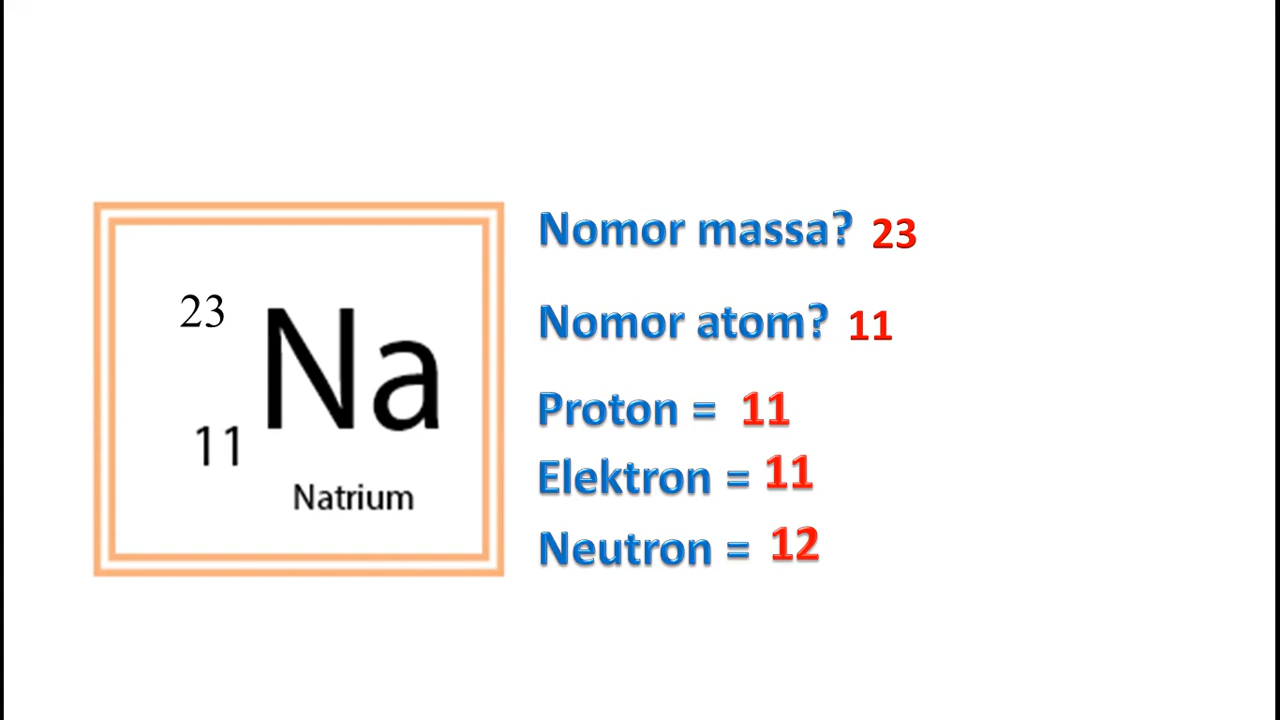 23
Na
11
Natrium
Nomor massa? 23
Nomor atom? 11
Proton = 11
Elektron = 11
Neutron = 12